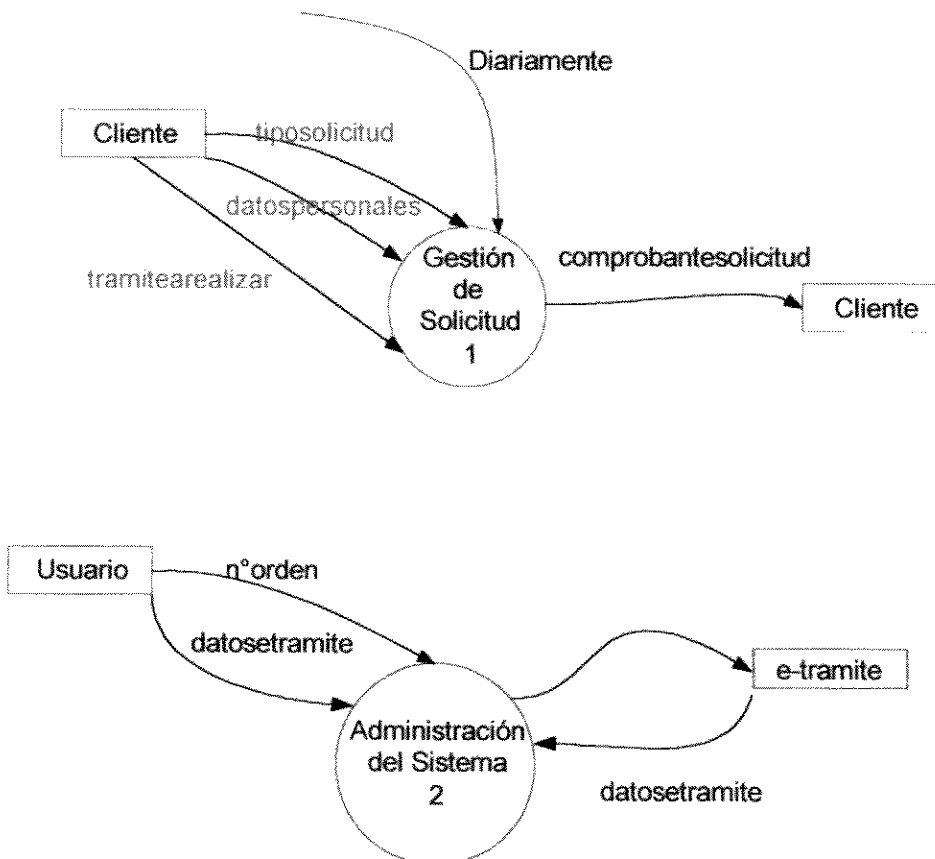 Diariamente
Cliente
tiposolicitud
datospersonales
tramitearealizar
Gestión
de
Solicitud
1
comprobantesolicitud
Cliente
Usuario
n°orden
datosetramite
Administración
del Sistema
2
e-tramite
datosetramite